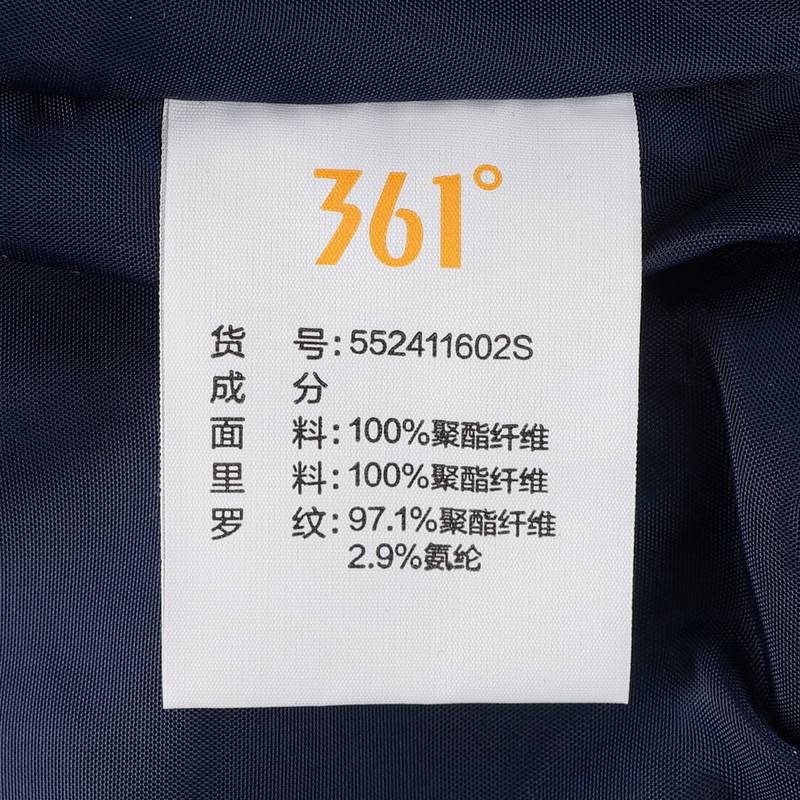 361°
货 号:552411602S
成 分
面 料:100%聚酯纤维
里 料:100%聚酯纤维
罗 纹:97.1%聚酯纤维
2.9%氨纶